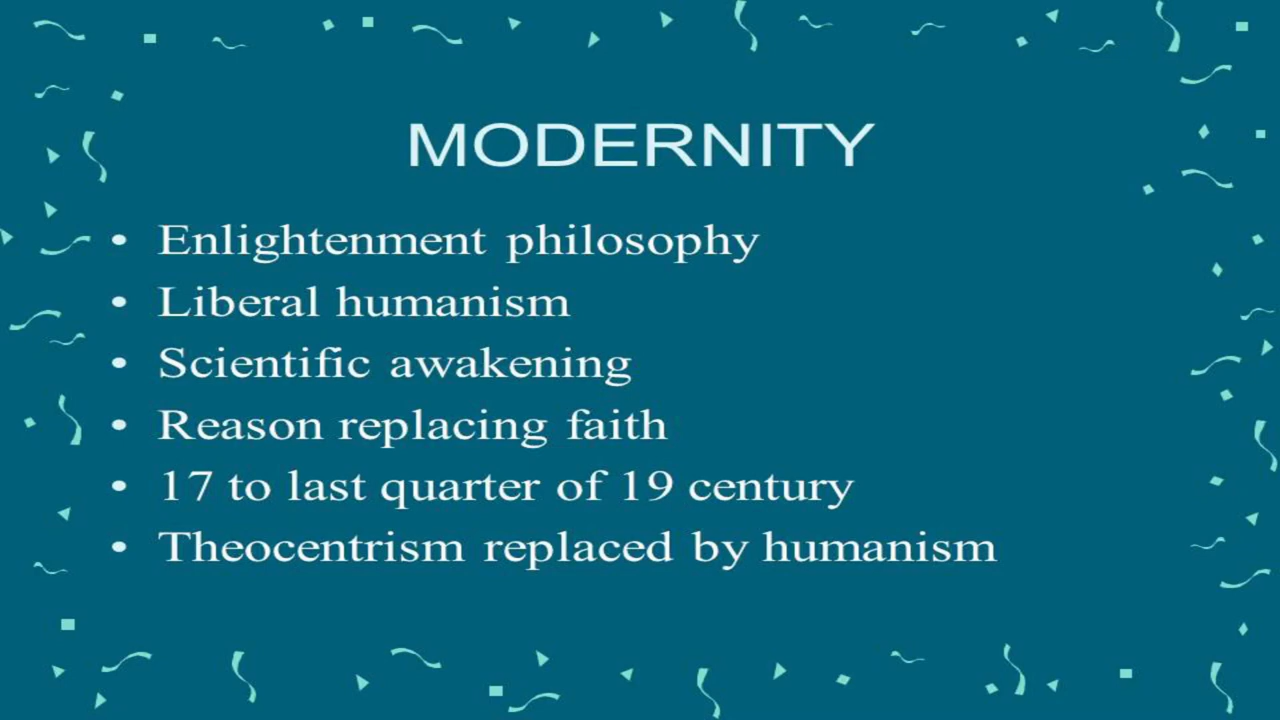 MODERNITY
• Enlightenment philosophy
• Liberal humanism
• Scientific awakening
• Reason replacing faith
• 17 to last quarter of 19 century
• Theocentrism replaced by humanism